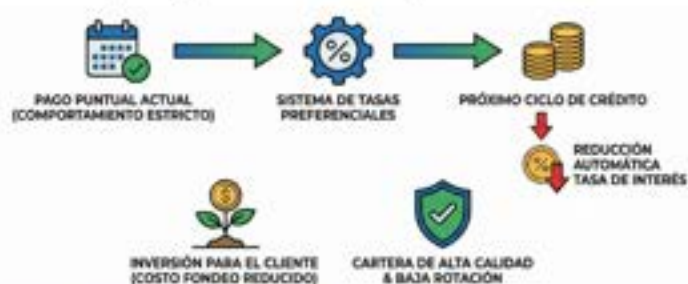 PAGO PUNTUAL ACTUAL
(COMPORTAMIENTO ESTRICTO)
SISTEMA DE TASAS
PREFERENCIALES
PRÓXIMO CICLO DE CRÉDITO
REDUCCIÓN
AUTOMÁTICA
TASA DE INTERÉS
INVERSIÓN PARA EL CLIENTE
(COSTO FONDEO REDUCIDO)
CARTERA DE ALTA CALIDAD
& BAJA ROTACIÓN